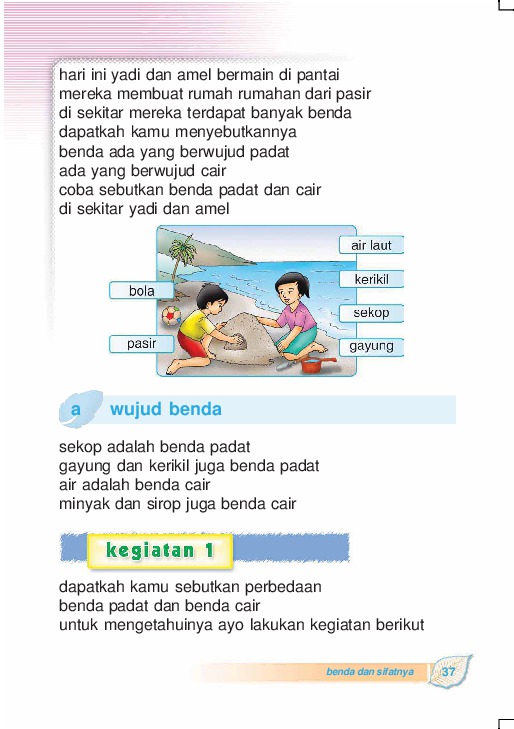 hari ini yadi dan amel bermain di pantai
mereka membuat rumah rumahan dari pasir
di sekitar mereka terdapat banyak benda
dapatkah kamu menyebutkannya
benda ada yang berwujud padat
ada yang berwujud cair
coba sebutkan benda padat dan cair
di sekitar yadi dan amel
air laut
kerikil
bola
sekop
pasir
gayung
a wujud benda
sekop adalah benda padat
gayung dan kerikil juga benda padat
air adalah benda cair
minyak dan sirop juga benda cair
kegiatan 1
dapatkah kamu sebutkan perbedaan
benda padat dan benda cair
untuk mengetahuinya ayo lakukan kegiatan berikut
benda dan sifatnya 37